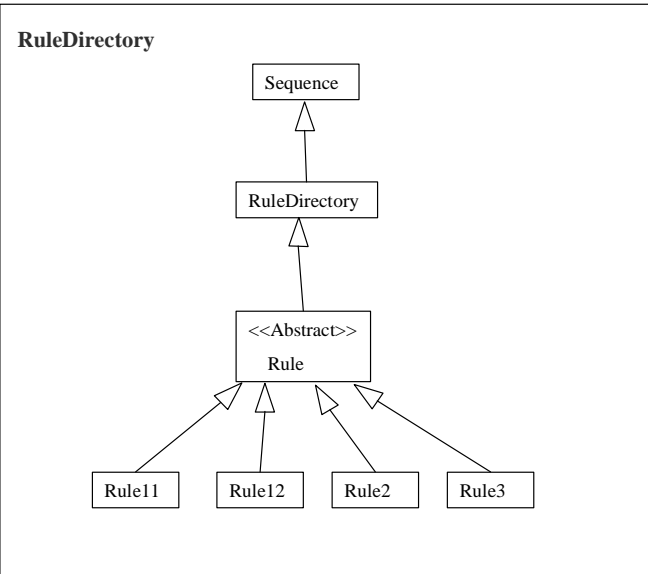 RuleDirectory
Sequence
RuleDirectory
<<Abstract>>
Rule
Rule11
Rule12
Rule2
Rule3